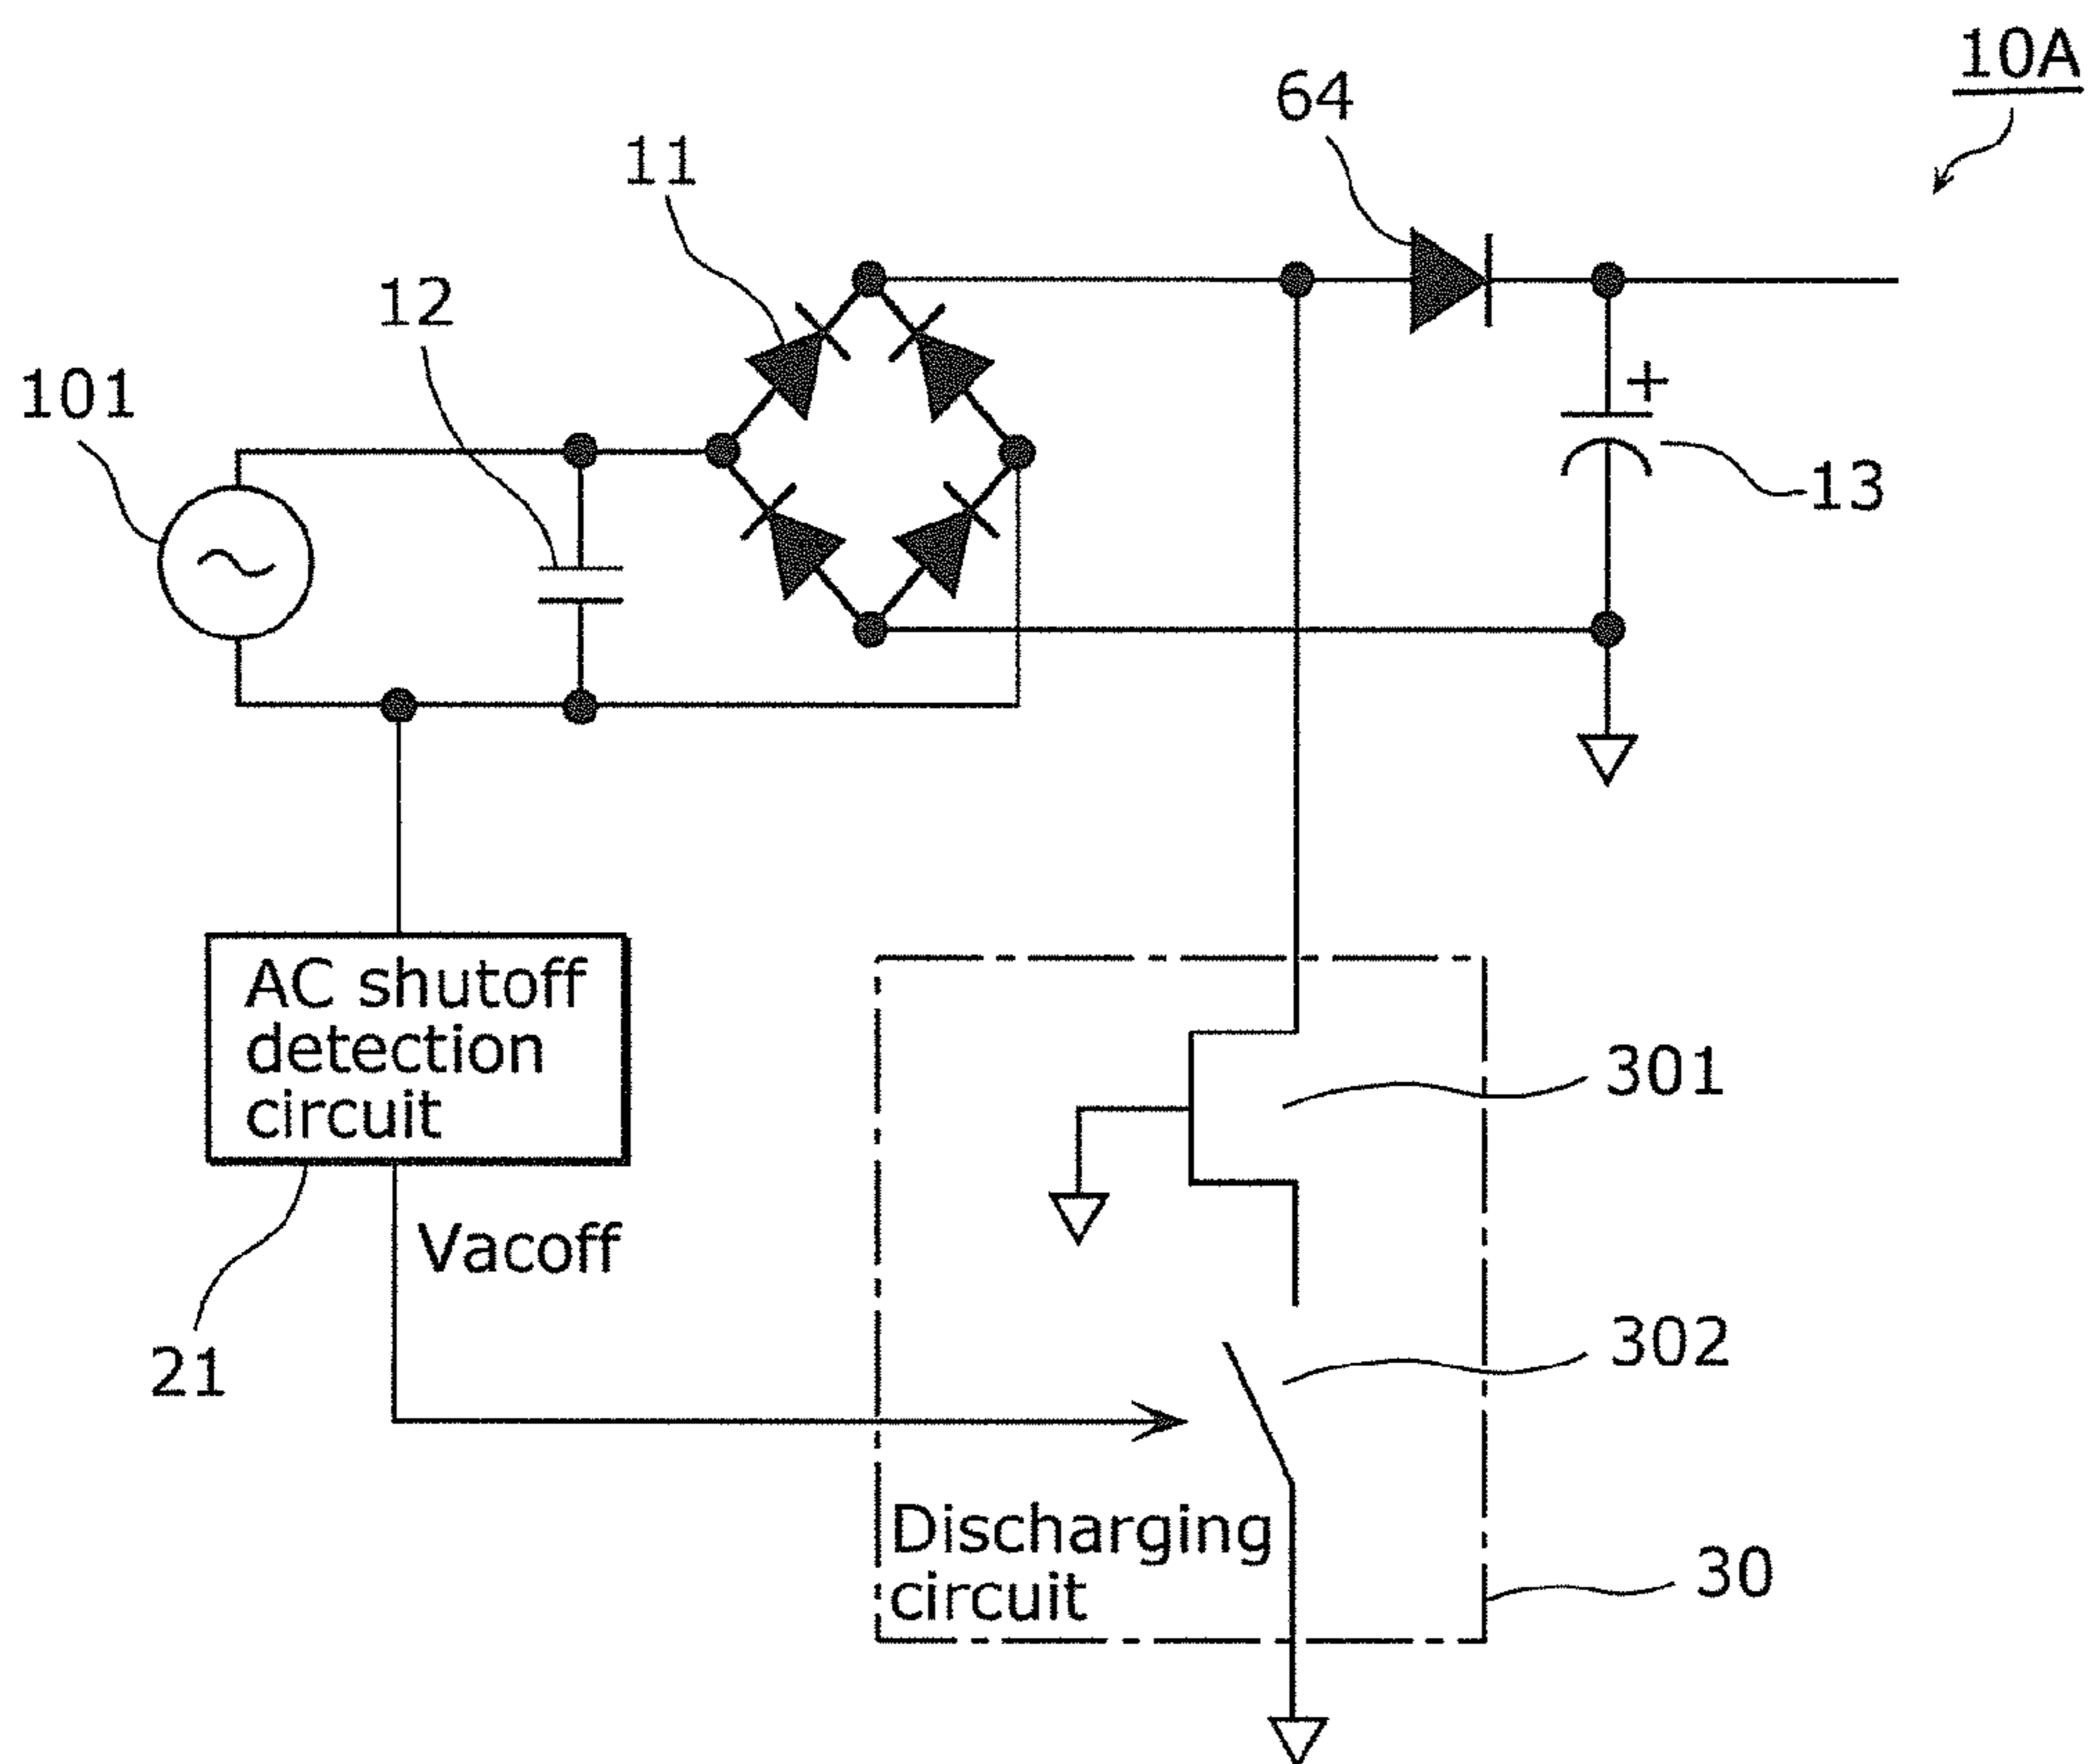 10A
64
11
12
101
+
13
AC shutoff
detection
circuit
301
Vacoff
302
21
Discharging
circuit
30